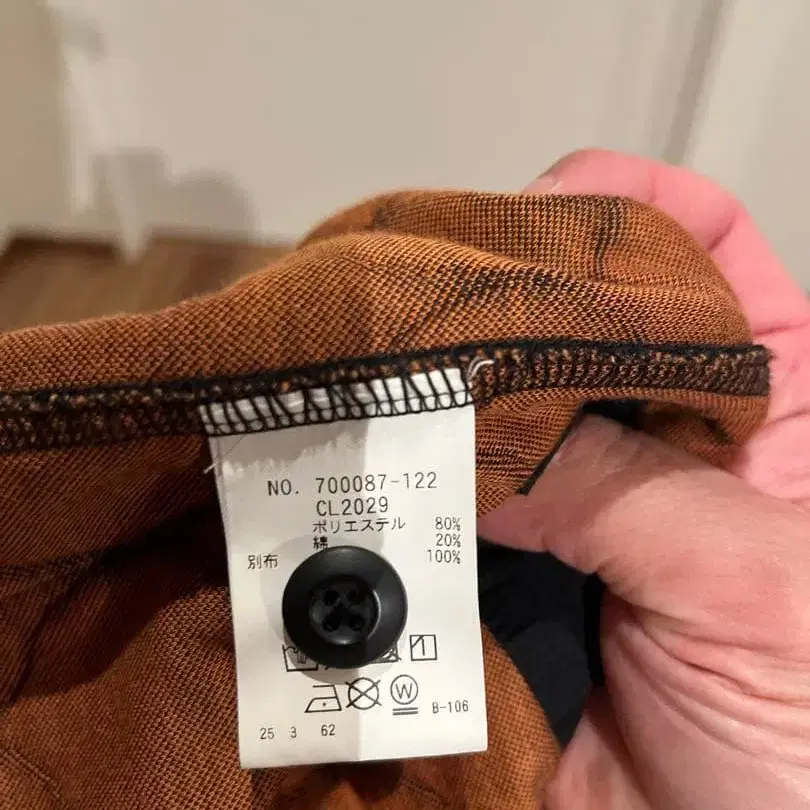 NO. 700087-122
CL2029
ポリエステル 80%
綿 20%
別布 100%
W
B-106
25 3 62